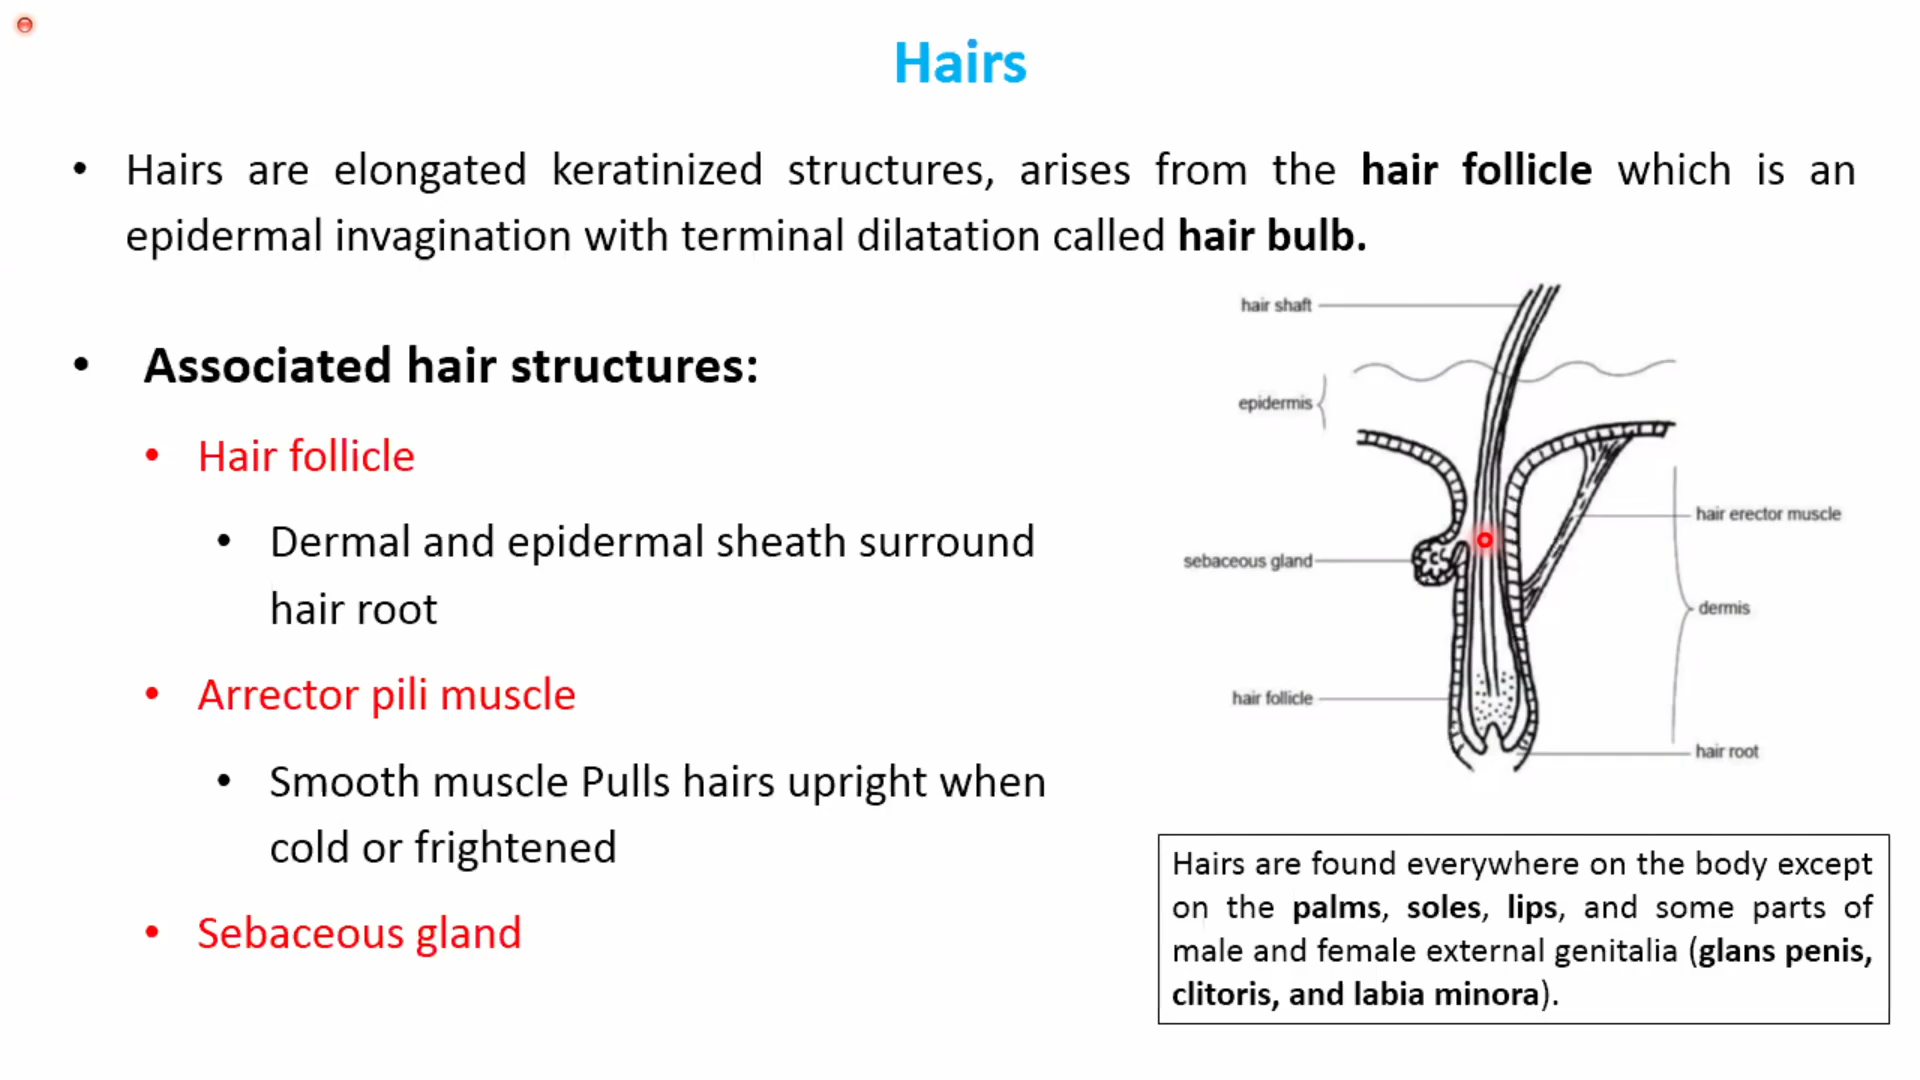 Hairs
• Hairs are elongated keratinized structures, arises from the hair follicle which is an
epidermal invagination with terminal dilatation called hair bulb.
• Associated hair structures:
• Hair follicle
• Dermal and epidermal sheath surround
hair root
• Arrector pili muscle
• Smooth muscle Pulls hairs upright when
cold or frightened
• Sebaceous gland
hair shaft
epidermis
hair erector muscle
sebaceous gland
dermis
hair follicle
hair root
Hairs are found everywhere on the body except
on the palms, soles, lips, and some parts of
male and female external genitalia (glans penis,
clitoris, and labia minora).